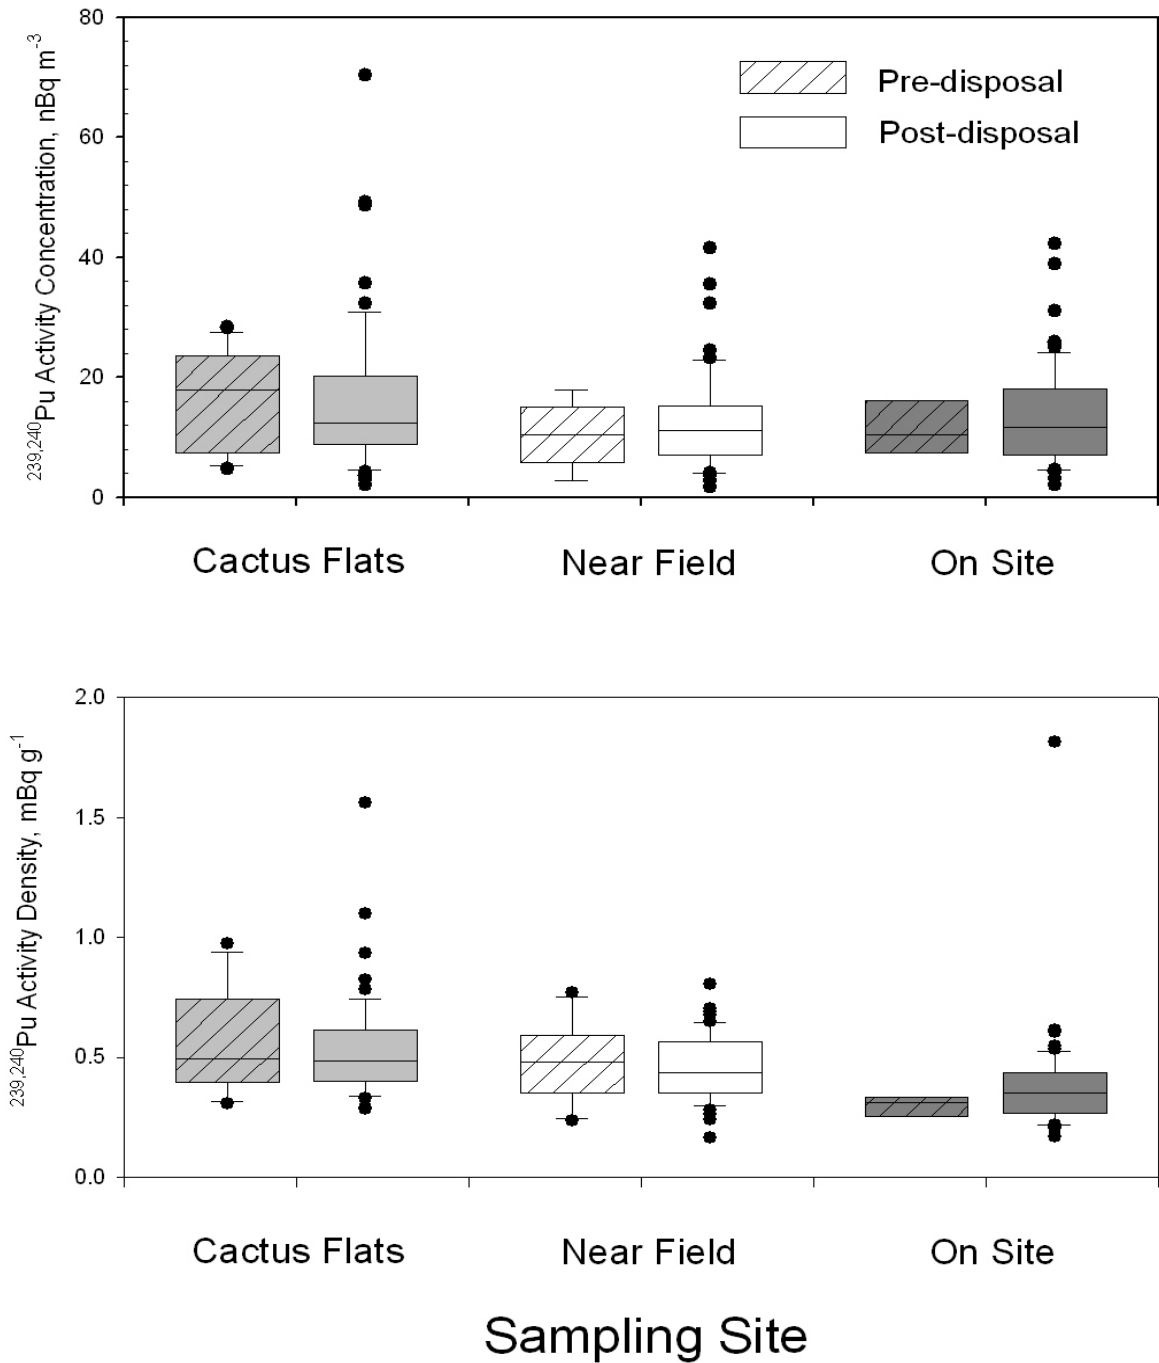 239,240Pu Activity Concentration, nBq m-3
80
60
40
20
0
Pre-disposal
Post-disposal
Cactus Flats Near Field On Site
239,240Pu Activity Density, mBq g-1
2.0
1.5
1.0
0.5
0.0
Cactus Flats Near Field On Site
Sampling Site